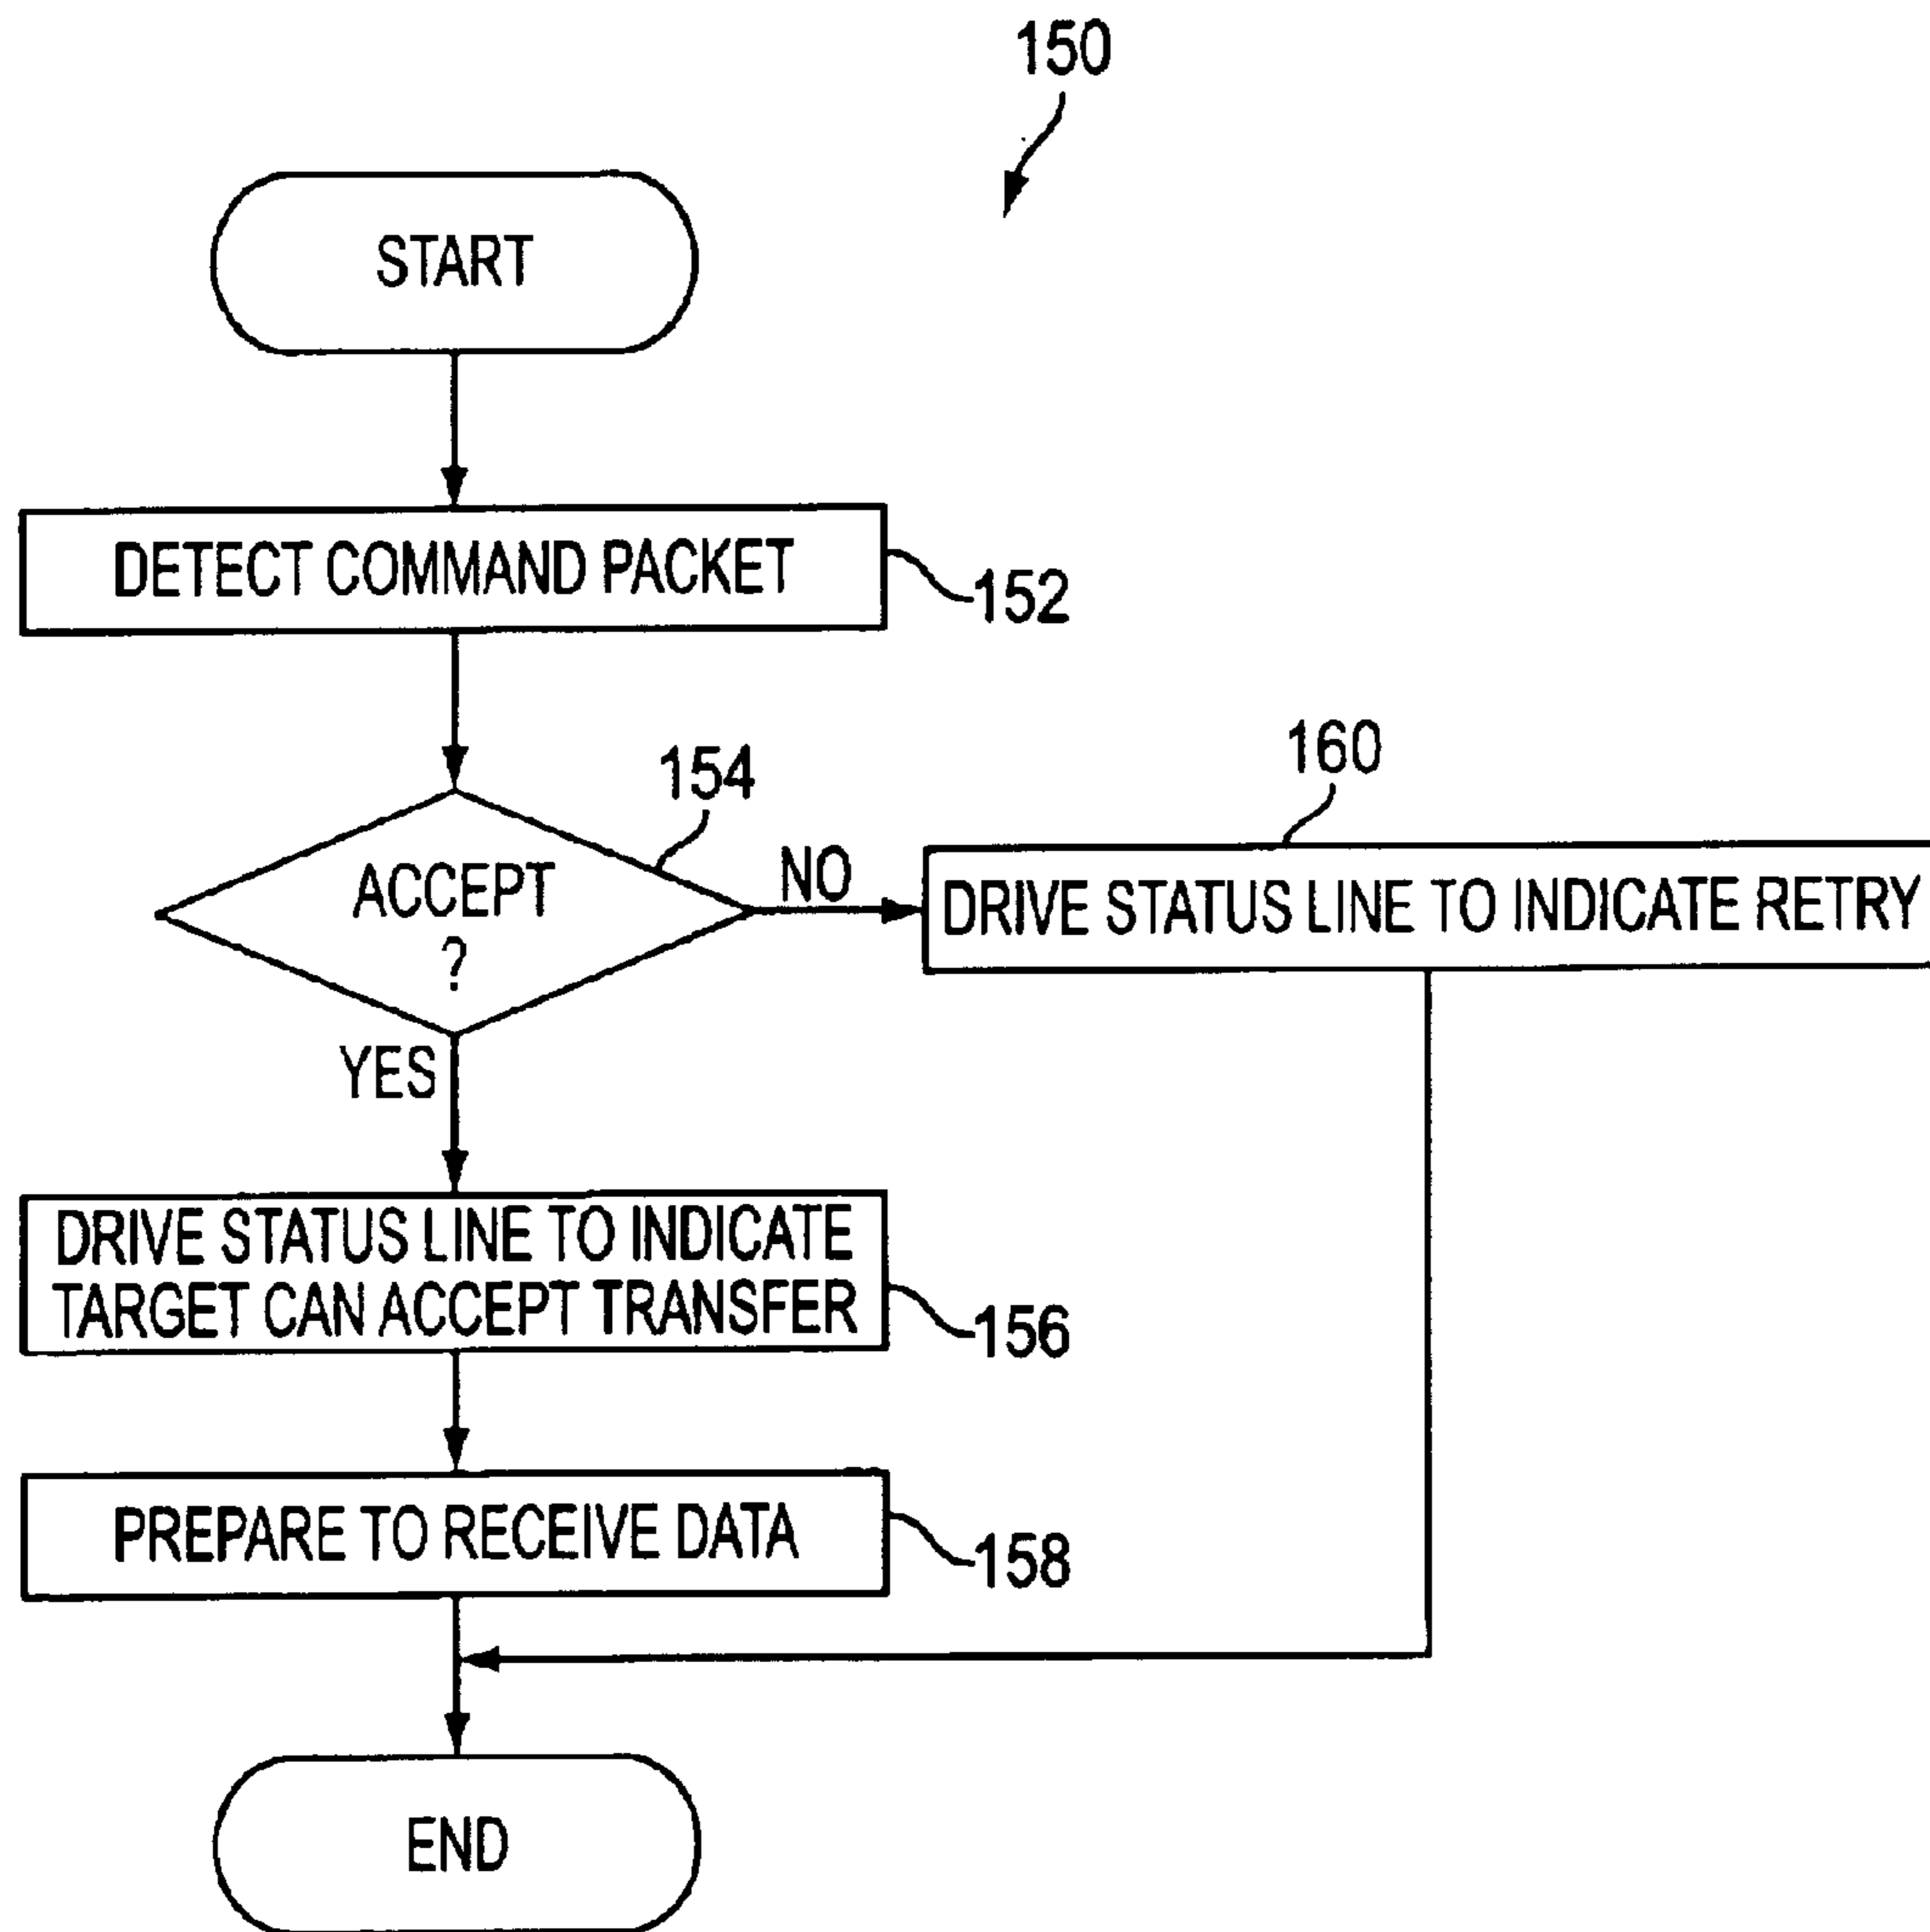 150
START
DETECT COMMAND PACKET
152
154
ACCEPT
?
NO
160
DRIVE STATUS LINE TO INDICATE RETRY
YES
DRIVE STATUS LINE TO INDICATE
TARGET CAN ACCEPT TRANSFER
156
PREPARE TO RECEIVE DATA
158
END